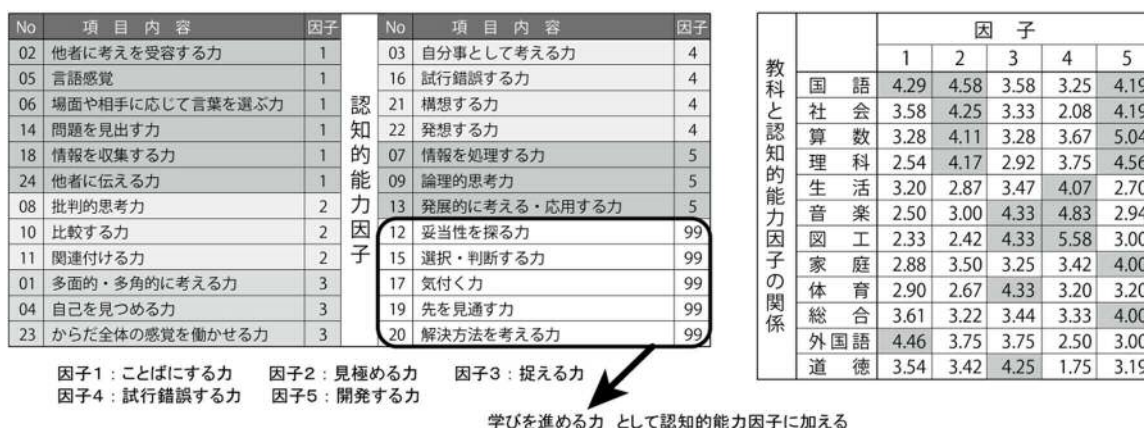 No 項目内容 因子
02 他者に考えを受容する力 1
05 言語感覚 1
06 場面や相手に応じて言葉を選ぶ力 1
14 問題を見出す力 1
18 情報を収集する力 1
24 他者に伝える力 1
08 批判的思考力 2
10 比較する力 2
11 関連付ける力 2
01 多面的・多角的に考える力 3
04 自己を見つめる力 3
23 からだ全体の感覚を働かせる力 3
認知的能力因子
No 項目内容 因子
03 自分事として考える力 4
16 試行錯誤する力 4
21 構想する力 4
22 発想する力 4
07 情報を処理する力 5
09 論理的思考力 5
13 発展的に考える・応用する力 5
12 妥当性を探る力 99
15 選択・判断する力 99
17 気付く力 99
19 先を見通す力 99
20 解決方法を考える力 99
因子1：ことばにする力 因子2：見極める力 因子3：捉える力
因子4：試行錯誤する力 因子5：開発する力
学びを進める力 として認知的能力因子に加える
教科と認知的能力因子の関係
因子
1 2 3 4 5
国語 4.29 4.58 3.58 3.25 4.19
社会 3.58 4.25 3.33 2.08 4.19
算数 3.28 4.11 3.28 3.67 5.04
理科 2.54 4.17 2.92 3.75 4.56
生活 3.20 2.87 3.47 4.07 2.70
音楽 2.50 3.00 4.33 4.83 2.94
図工 2.33 2.42 4.33 5.58 3.00
家庭 2.88 3.50 3.25 3.42 4.00
体育 2.90 2.67 4.33 3.20 3.20
総合 3.61 3.22 3.44 3.33 4.00
外国語 4.46 3.75 3.75 2.50 3.00
道徳 3.54 3.42 4.25 1.75 3.19